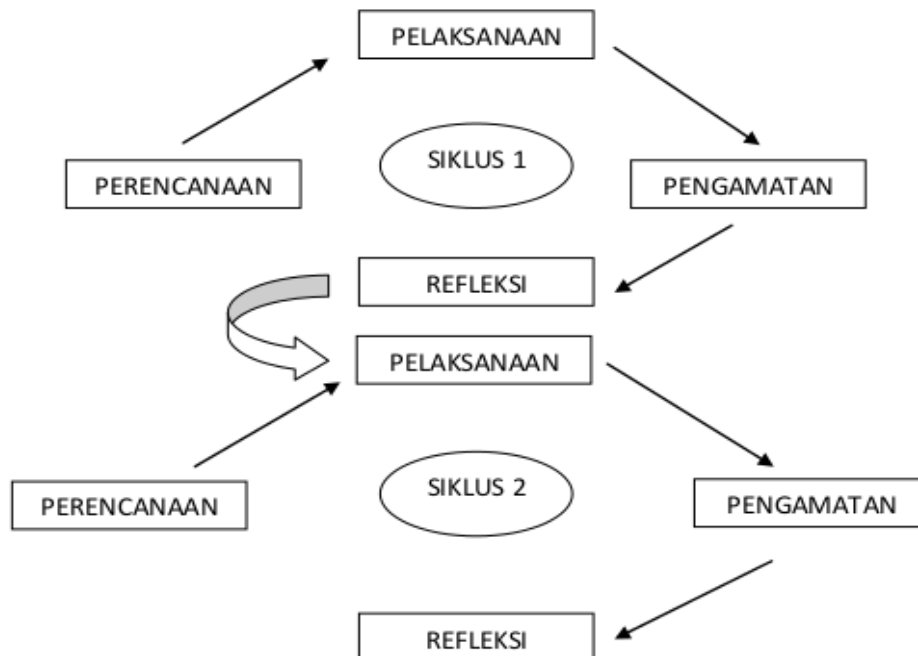 PELAKSANAAN
SIKLUS 1
PERENCANAAN
PENGAMATAN
REFLEKSI
PELAKSANAAN
SIKLUS 2
PERENCANAAN
PENGAMATAN
REFLEKSI